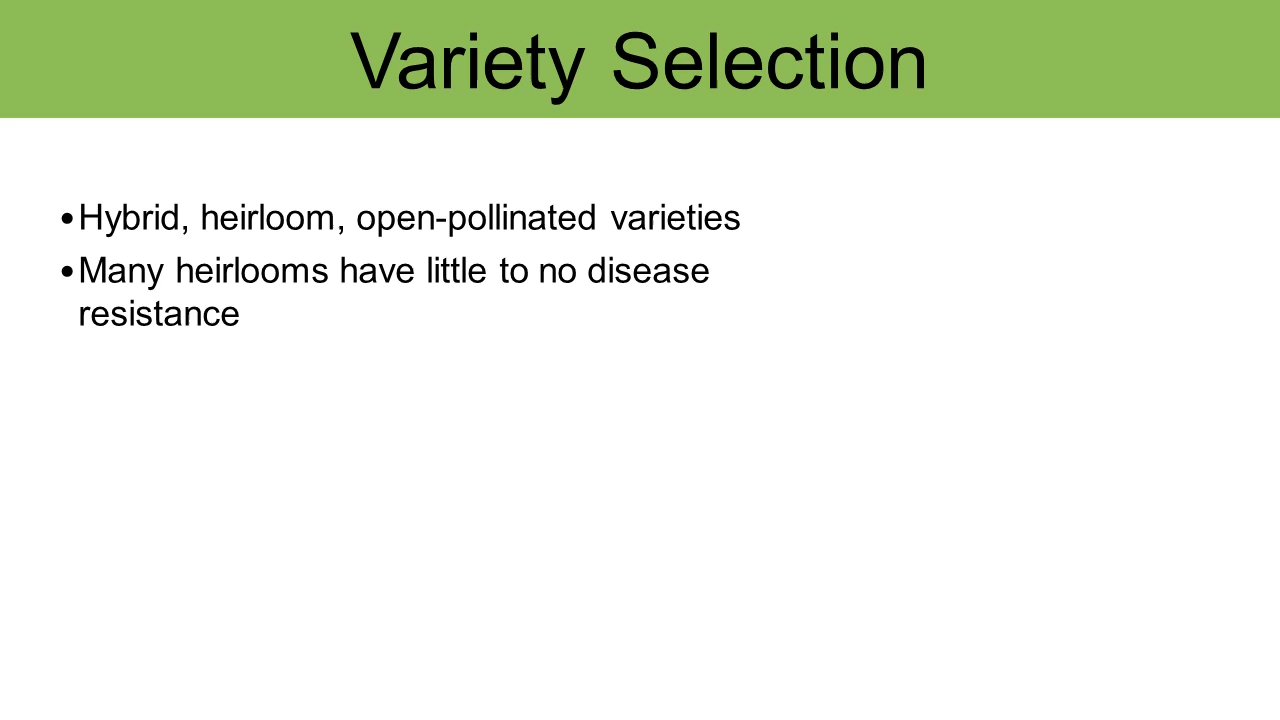 Variety Selection
•Hybrid, heirloom, open-pollinated varieties
•Many heirlooms have little to no disease
resistance